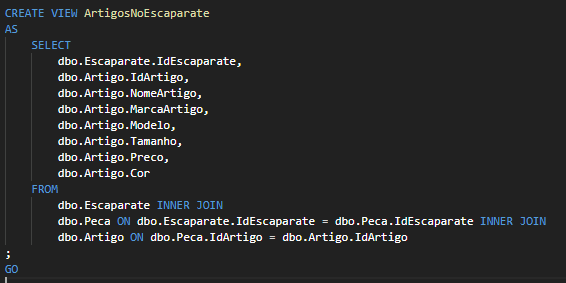 CREATE VIEW ArtigosNoEscaparate
AS
SELECT
dbo.Escaparate.IdEscaparate,
dbo.Artigo.IdArtigo,
dbo.Artigo.NomeArtigo,
dbo.Artigo.MarcaArtigo,
dbo.Artigo.Modelo,
dbo.Artigo.Tamanho,
dbo.Artigo.Preco,
dbo.Artigo.Cor
FROM
dbo.Escaparate INNER JOIN
dbo.Peca ON dbo.Escaparate.IdEscaparate = dbo.Peca.IdEscaparate INNER JOIN
dbo.Artigo ON dbo.Peca.IdArtigo = dbo.Artigo.IdArtigo
;
GO